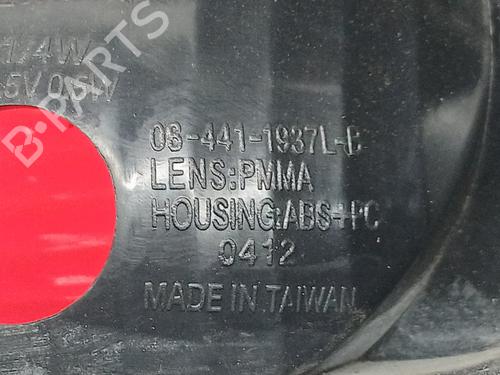 B-PARTS
08-441-1937L-B
LENS:PMMA
HOUSING:ABS+PC
0412
MADE IN TAIWAN